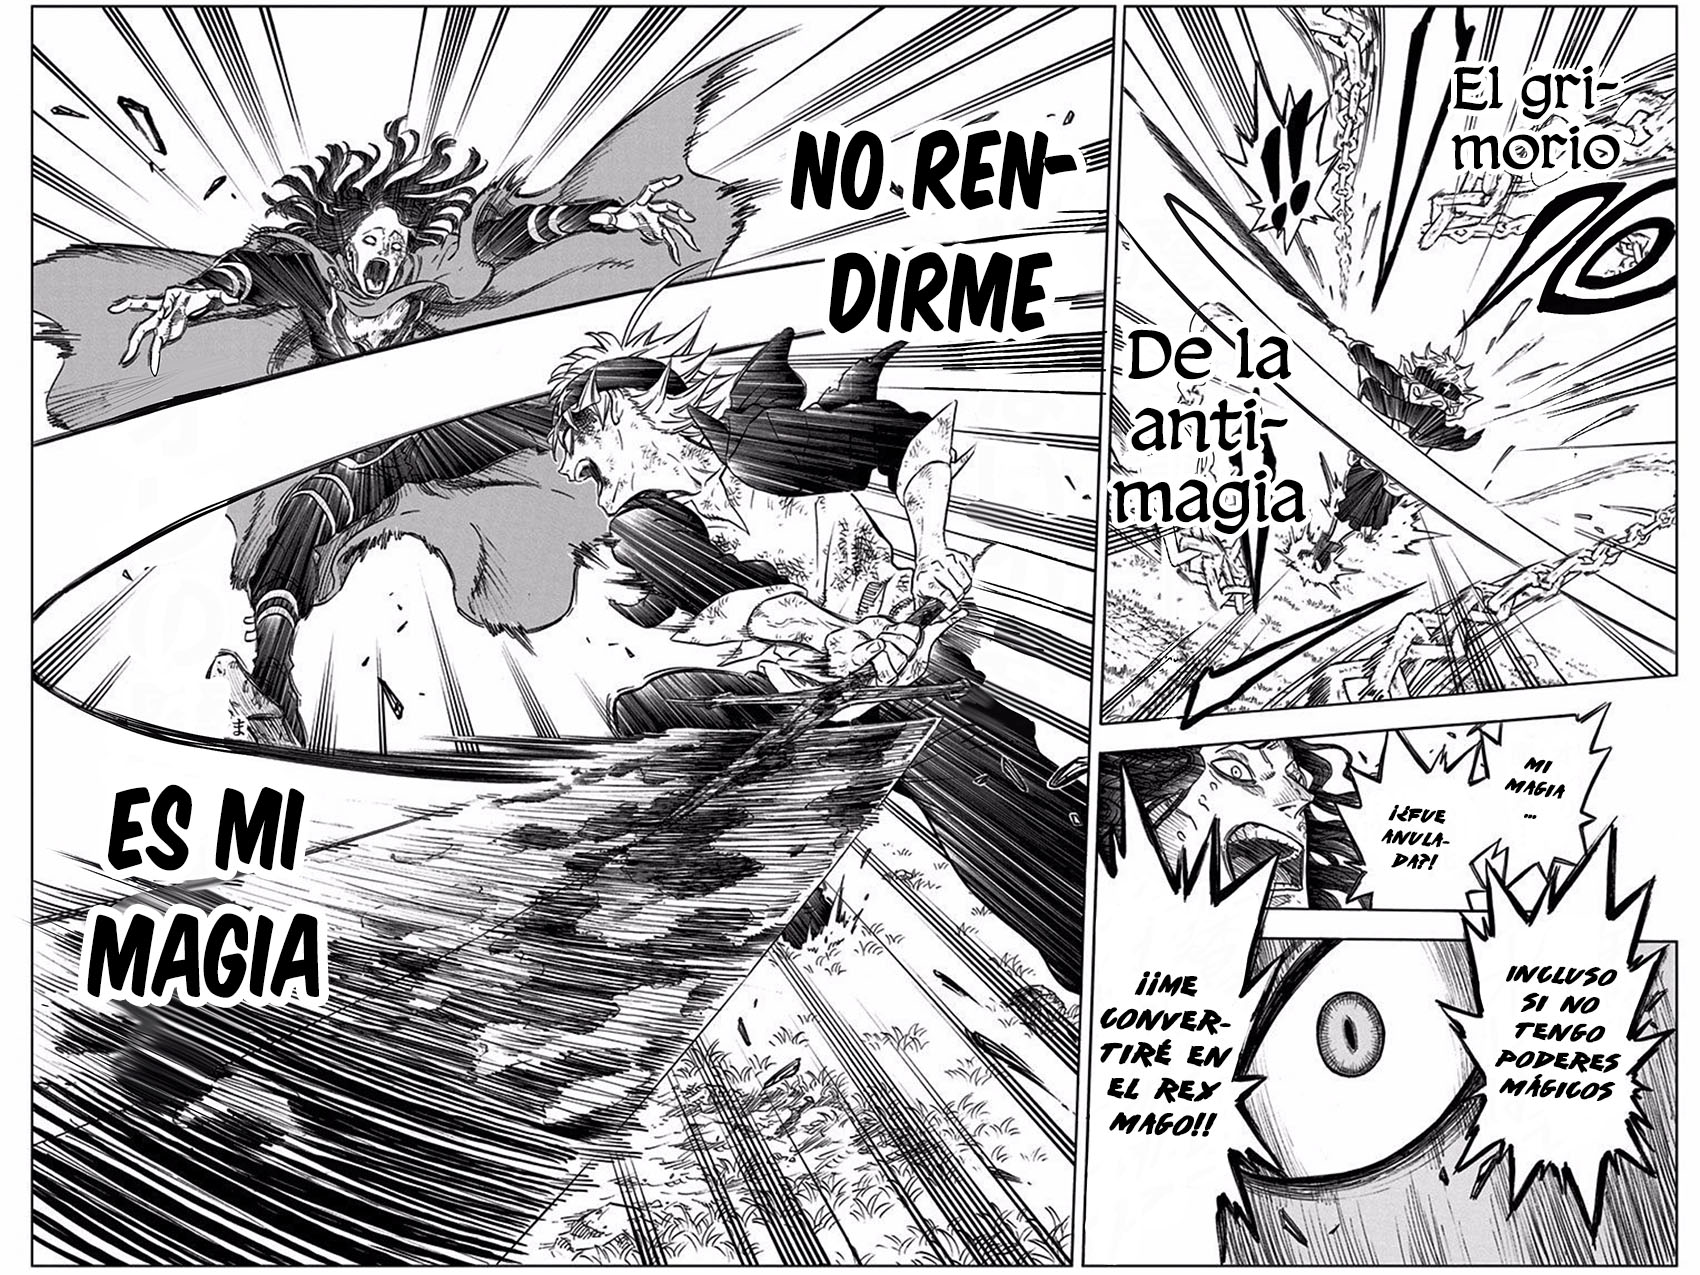 El gri-
morio
De la
anti-
magia
MI
MAGIA
...
¡¿FUE
ANULA-
DA?!
INCLUSO
SI NO
TENGO
PODERES
MÁGICOS
¡¡ME
CONVER-
TIRÉ EN
EL REX
MAGO!!
NO REN-
DIRME
ES MI
MAGIA